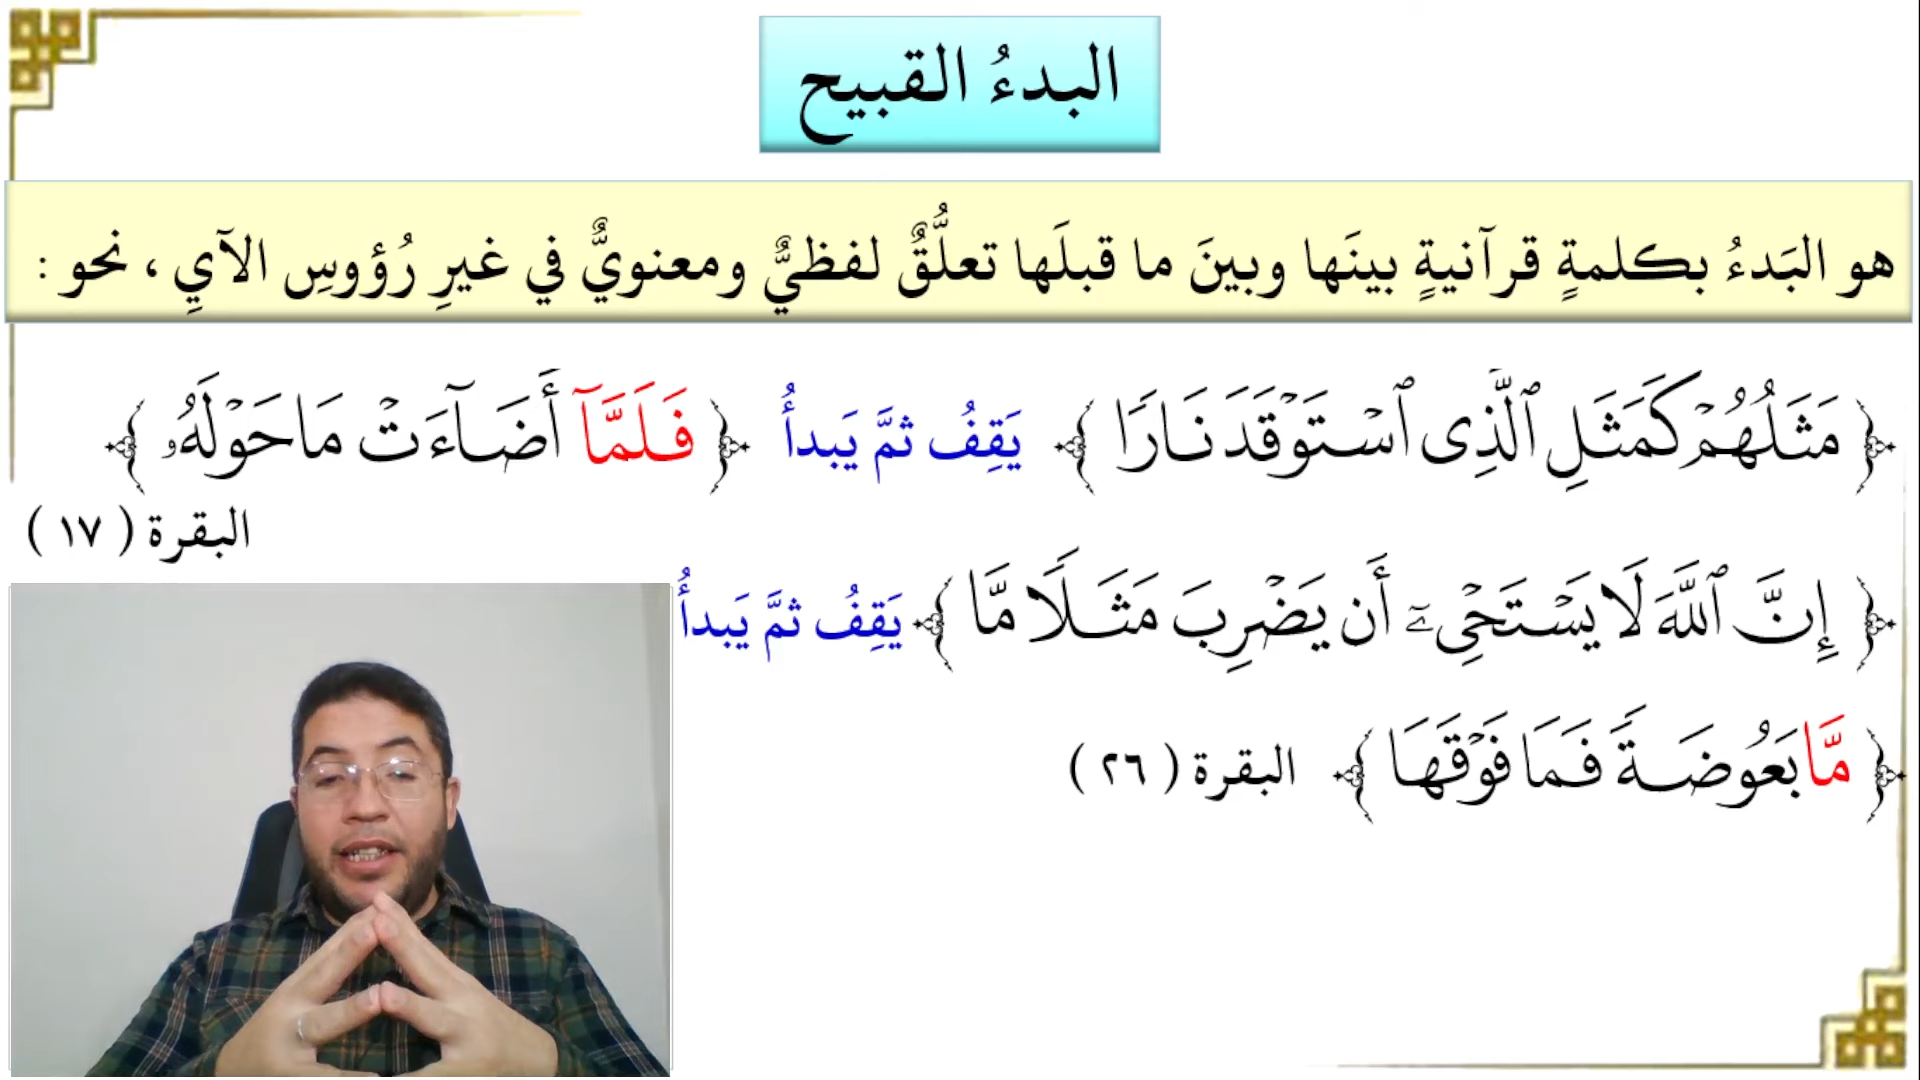 البدءُ القبيح
هو البَدءُ بكلمةٍ قرآنيةٍ بينَها وبينَ ما قبلَها تعلُّقٌ لفظيٌّ ومعنويٌّ في غيرِ رُؤوسِ الآيِ ، نحو :
﴿ مَثَلُهُمْ كَمَثَلِ ٱلَّذِى ٱسْتَوْقَدَ نَارًا ﴾ يَقِفُ ثمَّ يَبدأُ ﴿ فَلَمَّآ أَضَآءَتْ مَا حَوْلَهُۥ ﴾
البقرة ( ١٧ )
﴿ إِنَّ ٱللَّهَ لَا يَسْتَحْىِۦٓ أَن يَضْرِبَ مَثَلًا مَّا ﴾ يَقِفُ ثمَّ يَبدأُ
﴿ مَّا بَعُوضَةً فَمَا فَوْقَهَا ﴾ البقرة ( ٢٦ )